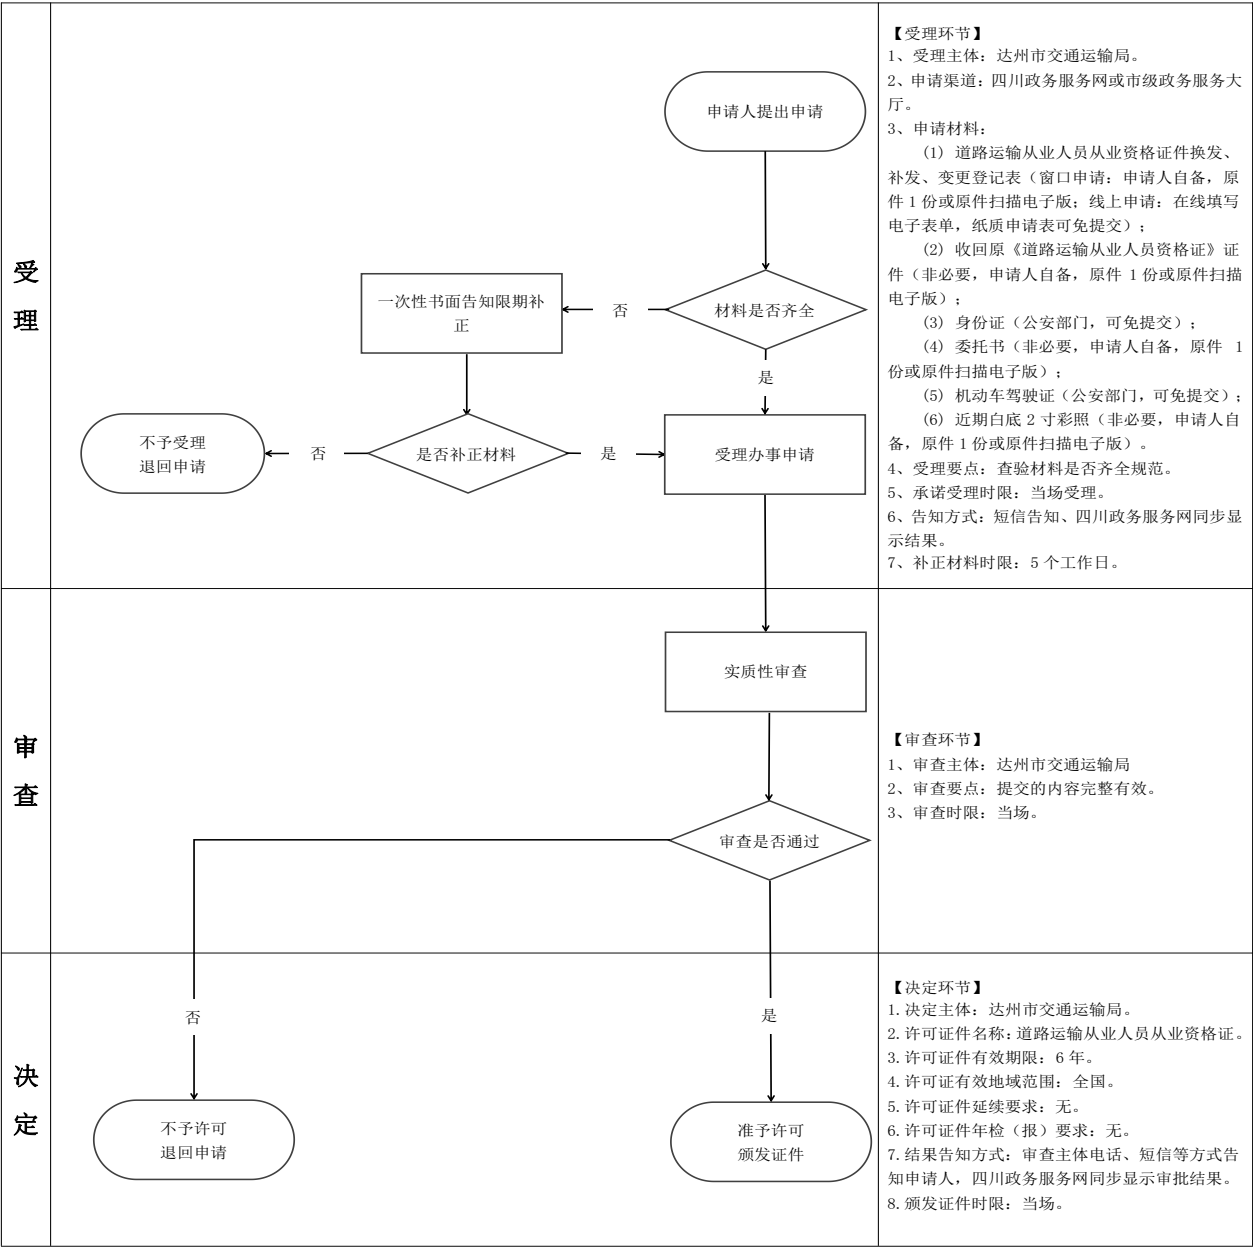 受
理
申请人提出申请
材料是否齐全
否
一次性书面告知限期补
正
是
是否补正材料
否
不予受理
退回申请
是
受理办事申请
【受理环节】
1、受理主体：达州市交通运输局。
2、申请渠道：四川政务服务网或市级政务服务大
厅。
3、申请材料：
(1) 道路运输从业人员从业资格证件换发、
补发、变更登记表（窗口申请：申请人自备，原
件 1 份或原件扫描电子版；线上申请：在线填写
电子表单，纸质申请表可免提交）；
(2) 收回原《道路运输从业人员资格证》证
件（非必要，申请人自备，原件 1 份或原件扫描
电子版）；
(3) 身份证（公安部门，可免提交）；
(4) 委托书（非必要，申请人自备，原件 1
份或原件扫描电子版）；
(5) 机动车驾驶证（公安部门，可免提交）；
(6) 近期白底 2 寸彩照（非必要，申请人自
备，原件 1 份或原件扫描电子版）。
4、受理要点：查验材料是否齐全规范。
5、承诺受理时限：当场受理。
6、告知方式：短信告知、四川政务服务网同步显
示结果。
7、补正材料时限：5 个工作日。
审
查
实质性审查
审查是否通过
【审查环节】
1、审查主体：达州市交通运输局
2、审查要点：提交的内容完整有效。
3、审查时限：当场。
决
定
否
不予许可
退回申请
是
准予许可
颁发证件
【决定环节】
1.决定主体：达州市交通运输局。
2.许可证件名称：道路运输从业人员从业资格证。
3.许可证件有效期限：6 年。
4.许可证有效地域范围：全国。
5.许可证件延续要求：无。
6.许可证件年检（报）要求：无。
7.结果告知方式：审查主体电话、短信等方式告
知申请人，四川政务服务网同步显示审批结果。
8.颁发证件时限：当场。